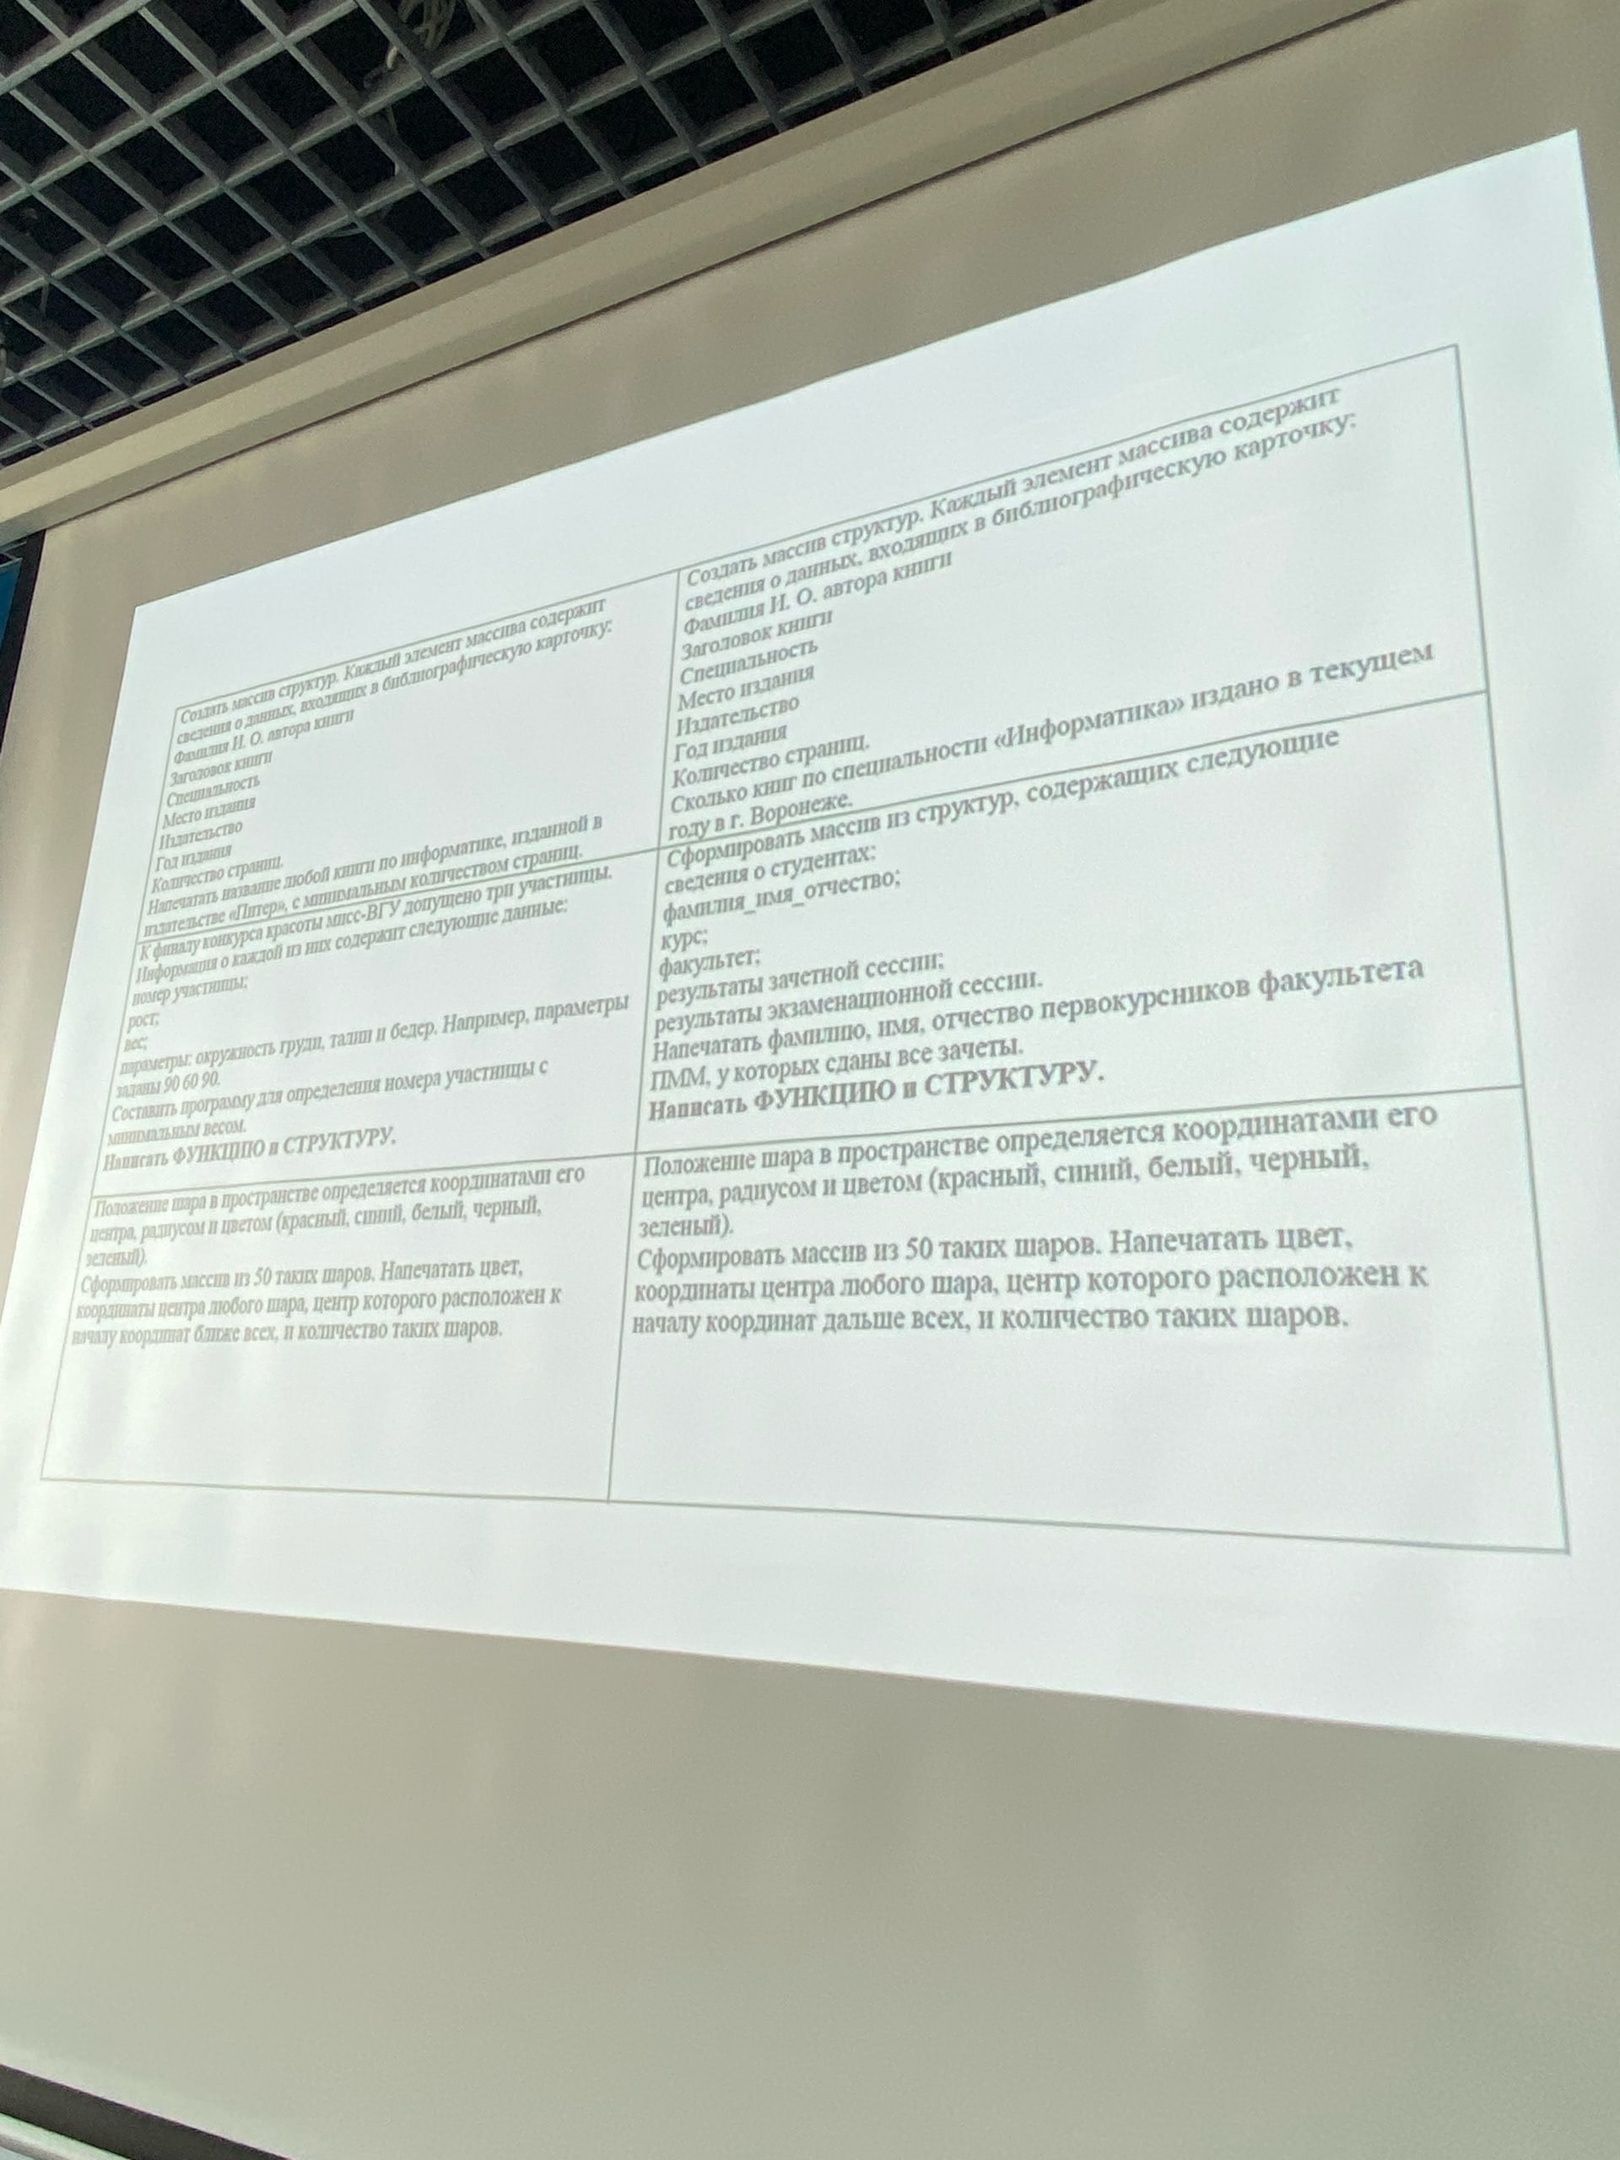 Создать массив структур. Каждый элемент массива содержит
сведения о данных, входящих в библиографическую карточку:
Фамилия И. О. автора книги
Заголовок книги
Специальность
Место издания
Издательство
Год издания
Количество страниц.
Напечатать название любой книги по информатике, изданной в
издательстве «Питер», с минимальным количеством страниц.
Создать массив структур. Каждый элемент массива содержит
сведения о данных, входящих в библиографическую карточку:
Фамилия И. О. автора книги
Заголовок книги
Специальность
Место издания
Издательство
Год издания
Количество страниц.
Сколько книг по специальности «Информатика» издано в текущем
году в г. Воронеже.
К финалу конкурса красоты мисс-ВГУ допущено три участницы.
Информация о каждой из них содержит следующие данные:
номер участницы;
рост;
вес;
параметры: окружность груди, талии и бедер. Например, параметры
заданы 90 60 90.
Составить программу для определения номера участницы с
минимальным весом.
Написать ФУНКЦИЮ и СТРУКТУРУ.
Сформировать массив из структур, содержащих следующие
сведения о студентах:
фамилия_имя_отчество;
курс;
факультет;
результаты зачетной сессии;
результаты экзаменационной сессии.
Напечатать фамилию, имя, отчество первокурсников факультета
ПММ, у которых сданы все зачеты.
Написать ФУНКЦИЮ и СТРУКТУРУ.
Положение шара в пространстве определяется координатами его
центра, радиусом и цветом (красный, синий, белый, черный,
зеленый).
Сформировать массив из 50 таких шаров. Напечатать цвет,
координаты центра любого шара, центр которого расположен к
началу координат ближе всех, и количество таких шаров.
Положение шара в пространстве определяется координатами его
центра, радиусом и цветом (красный, синий, белый, черный,
зеленый).
Сформировать массив из 50 таких шаров. Напечатать цвет,
координаты центра любого шара, центр которого расположен к
началу координат дальше всех, и количество таких шаров.